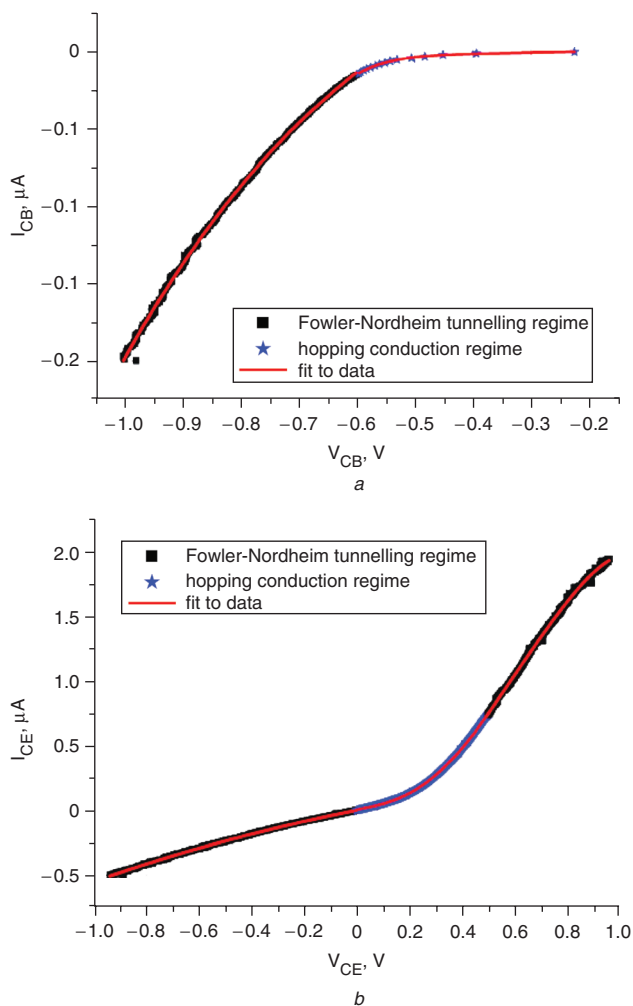 0
−0.1
−0.1
−0.1
−0.2
I_CB, μA
Fowler-Nordheim tunnelling regime
hopping conduction regime
fit to data
−1.0 −0.9 −0.8 −0.7 −0.6 −0.5 −0.4 −0.3 −0.2
V_CB, V
a
2.0
1.5
1.0
0.5
0
−0.5
I_CE, μA
Fowler-Nordheim tunnelling regime
hopping conduction regime
fit to data
−1.0 −0.8 −0.6 −0.4 −0.2 0 0.2 0.4 0.6 0.8 1.0
V_CE, V
b